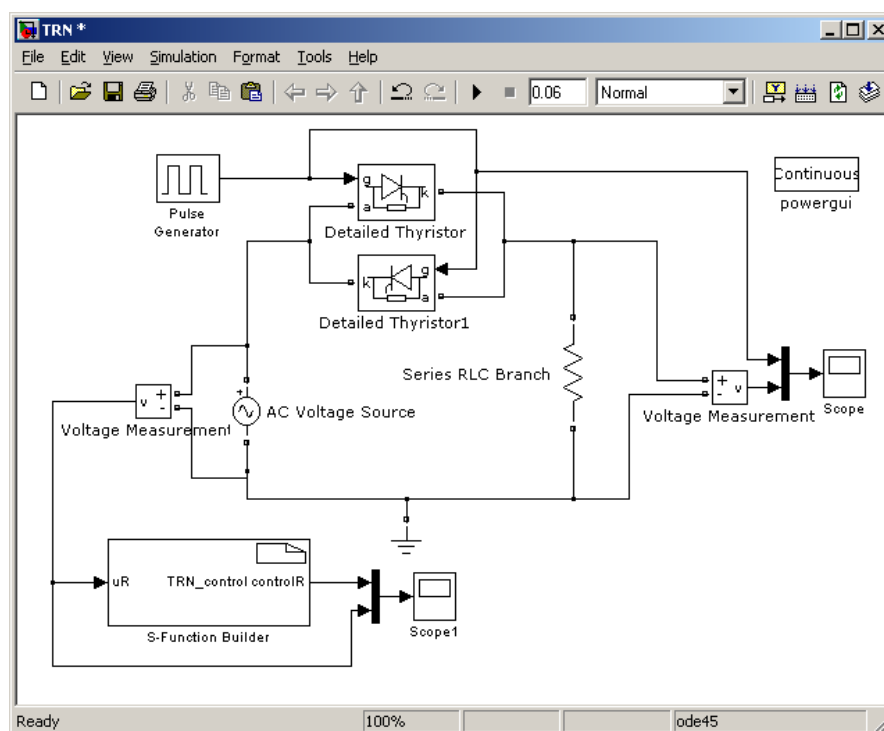 TRN *
File Edit View Simulation Format Tools Help
0.06 Normal
Pulse
Generator
g
a
k
Detailed Thyristor
k
g
a
Detailed Thyristor1
Continuous
powergui
Series RLC Branch
v
+
-
Voltage Measurement
+
AC Voltage Source
+
-
v
Voltage Measurement
Scope
uR
TRN_control controlR
S-Function Builder
Scope1
Ready 100% ode45